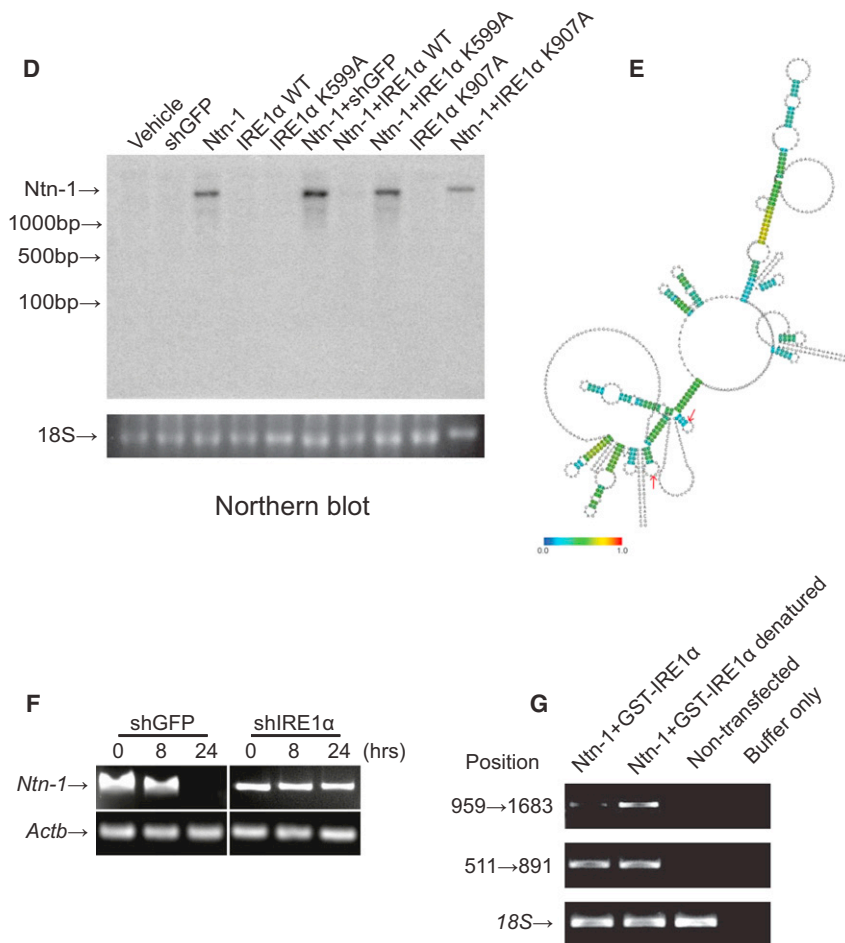 D
Vehicle
shGFP
Ntn-1
IRE1α WT
IRE1α K599A
Ntn-1+shGFP
Ntn-1+IRE1α WT
Ntn-1+IRE1α K599A
IRE1α K907A
Ntn-1+IRE1α K907A
Ntn-1→
1000bp→
500bp→
100bp→
18S→
Northern blot
E
0.0 1.0
F
shGFP shIRE1α
0 8 24 0 8 24 (hrs)
Ntn-1→
Actb→
G
Ntn-1+GST-IRE1α
Ntn-1+GST-IRE1α denatured
Non-transfected
Buffer only
Position
959→1683
511→891
18S→